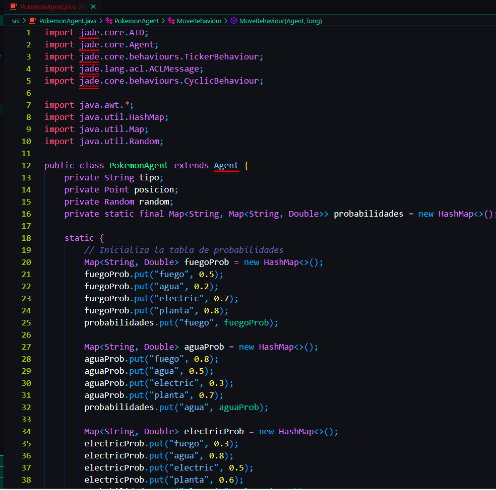 PokemonAgent.java 9+ ×
src > PokemonAgent.java > PokemonAgent > MoveBehaviour > MoveBehaviour(Agent, long)
1 import jade.core.AID;
2 import jade.core.Agent;
3 import jade.core.behaviours.TickerBehaviour;
4 import jade.lang.acl.ACLMessage;
5 import jade.core.behaviours.CyclicBehaviour;
6
7 import java.awt.*;
8 import java.util.HashMap;
9 import java.util.Map;
10 import java.util.Random;
11
12 public class PokemonAgent extends Agent {
13 private String tipo;
14 private Point posicion;
15 private Random random;
16 private static final Map<String, Map<String, Double>> probabilidades = new HashMap<>();
17
18 static {
19 // Inicializa la tabla de probabilidades
20 Map<String, Double> fuegoProb = new HashMap<>();
21 fuegoProb.put("fuego", 0.5);
22 fuegoProb.put("agua", 0.2);
23 fuegoProb.put("electric", 0.7);
24 fuegoProb.put("planta", 0.8);
25 probabilidades.put("fuego", fuegoProb);
26
27 Map<String, Double> aguaProb = new HashMap<>();
28 aguaProb.put("fuego", 0.8);
29 aguaProb.put("agua", 0.5);
30 aguaProb.put("electric", 0.3);
31 aguaProb.put("planta", 0.7);
32 probabilidades.put("agua", aguaProb);
33
34 Map<String, Double> electricProb = new HashMap<>();
35 electricProb.put("fuego", 0.3);
36 electricProb.put("agua", 0.8);
37 electricProb.put("electric", 0.5);
38 electricProb.put("planta", 0.6);